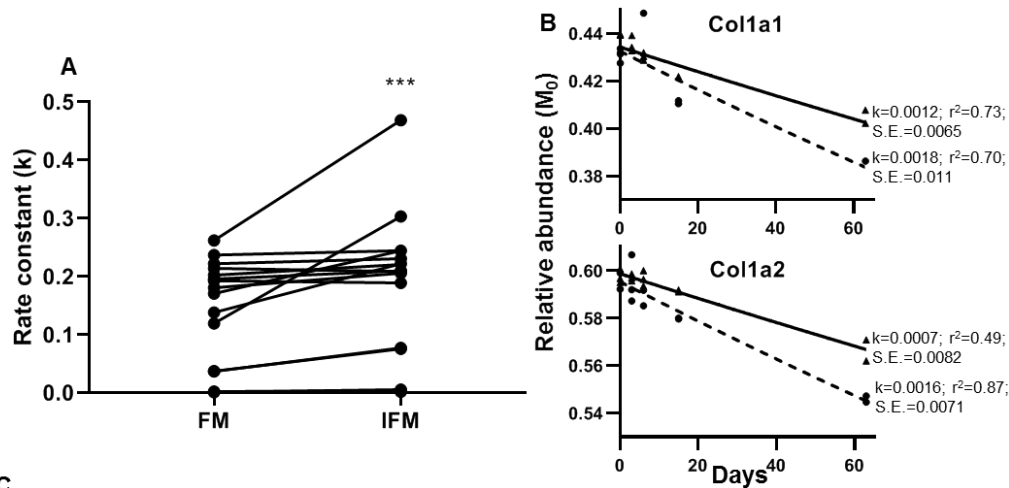 A
***
Rate constant (k)
0.5
0.4
0.3
0.2
0.1
0.0
FM
IFM
B
Col1a1
Relative abundance (M₀)
0.44
0.42
0.40
0.38
k=0.0012; r²=0.73;
S.E.=0.0065
k=0.0018; r²=0.70;
S.E.=0.011
0
20
40
60
Col1a2
0.60
0.58
0.56
0.54
k=0.0007; r²=0.49;
S.E.=0.0082
k=0.0016; r²=0.87;
S.E.=0.0071
0
20
40
60
Days